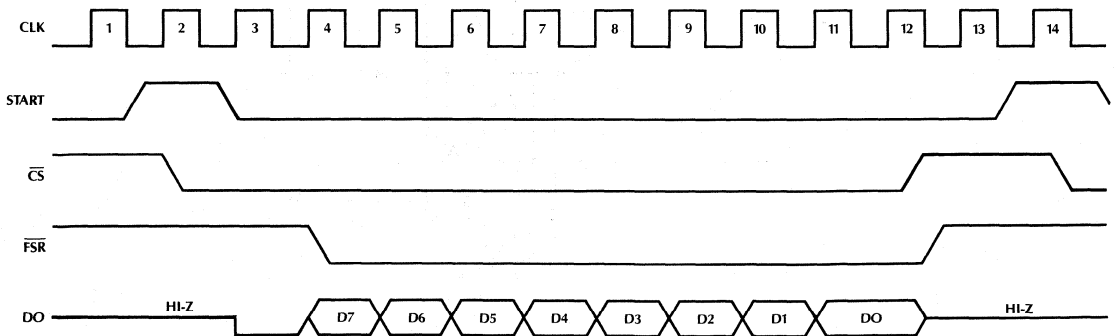 CLK 1 2 3 4 5 6 7 8 9 10 11 12 13 14
START
CS
FSR
DO HI-Z D7 D6 D5 D4 D3 D2 D1 DO HI-Z